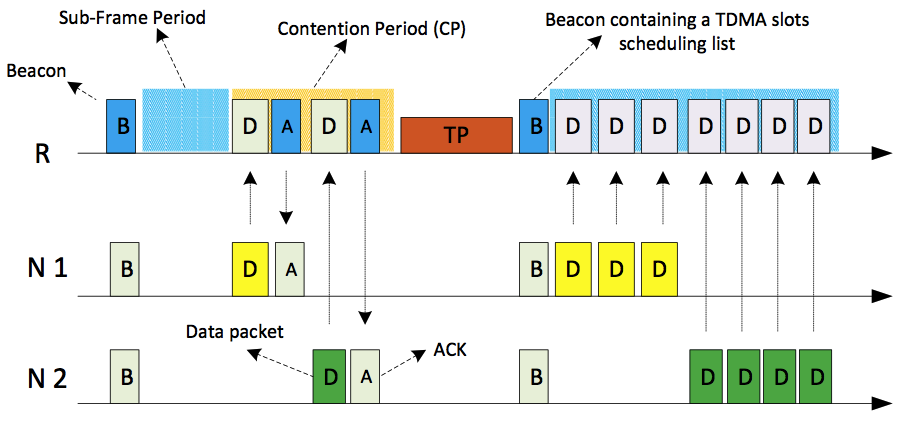 Sub-Frame Period
Contention Period (CP)
Beacon containing a TDMA slots
scheduling list
Beacon
R
B
D
A
D
A
TP
B
D
D
D
D
D
D
D
N 1
B
D
A
B
D
D
D
Data packet
ACK
N 2
B
D
A
B
D
D
D
D